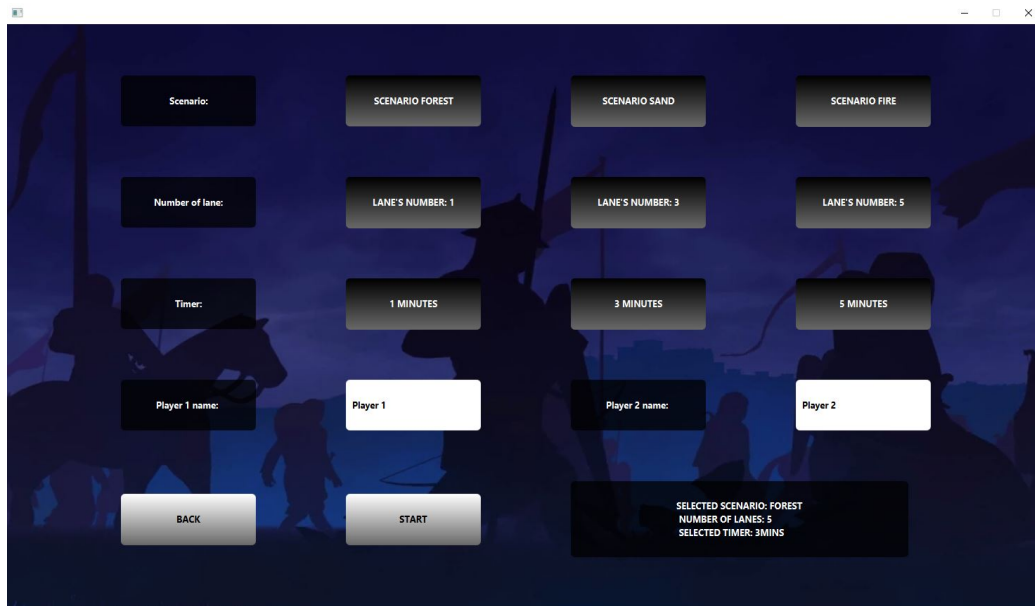 Scenario:
SCENARIO FOREST
SCENARIO SAND
SCENARIO FIRE
Number of lane:
LANE'S NUMBER: 1
LANE'S NUMBER: 3
LANE'S NUMBER: 5
Timer:
1 MINUTES
3 MINUTES
5 MINUTES
Player 1 name:
Player 1
Player 2 name:
Player 2
BACK
START
SELECTED SCENARIO: FOREST
NUMBER OF LANES: 5
SELECTED TIMER: 3MINS